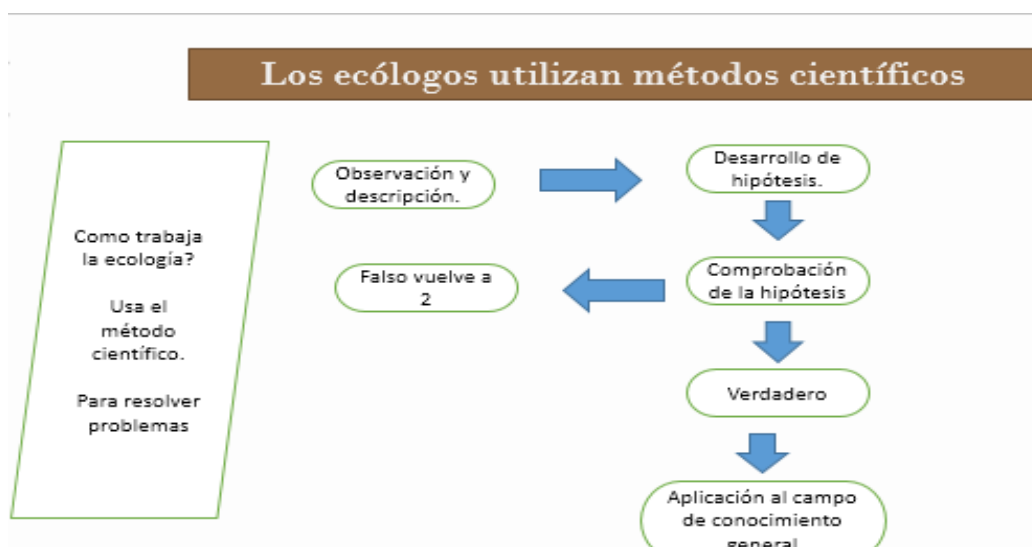 Los ecólogos utilizan métodos científicos
Como trabaja
la ecología?
Usa el
método
científico.
Para resolver
problemas
Observación y
descripción.
Desarrollo de
hipótesis.
Comprobación
de la hipótesis
Falso vuelve a
2
Verdadero
Aplicación al campo
de conocimiento
general